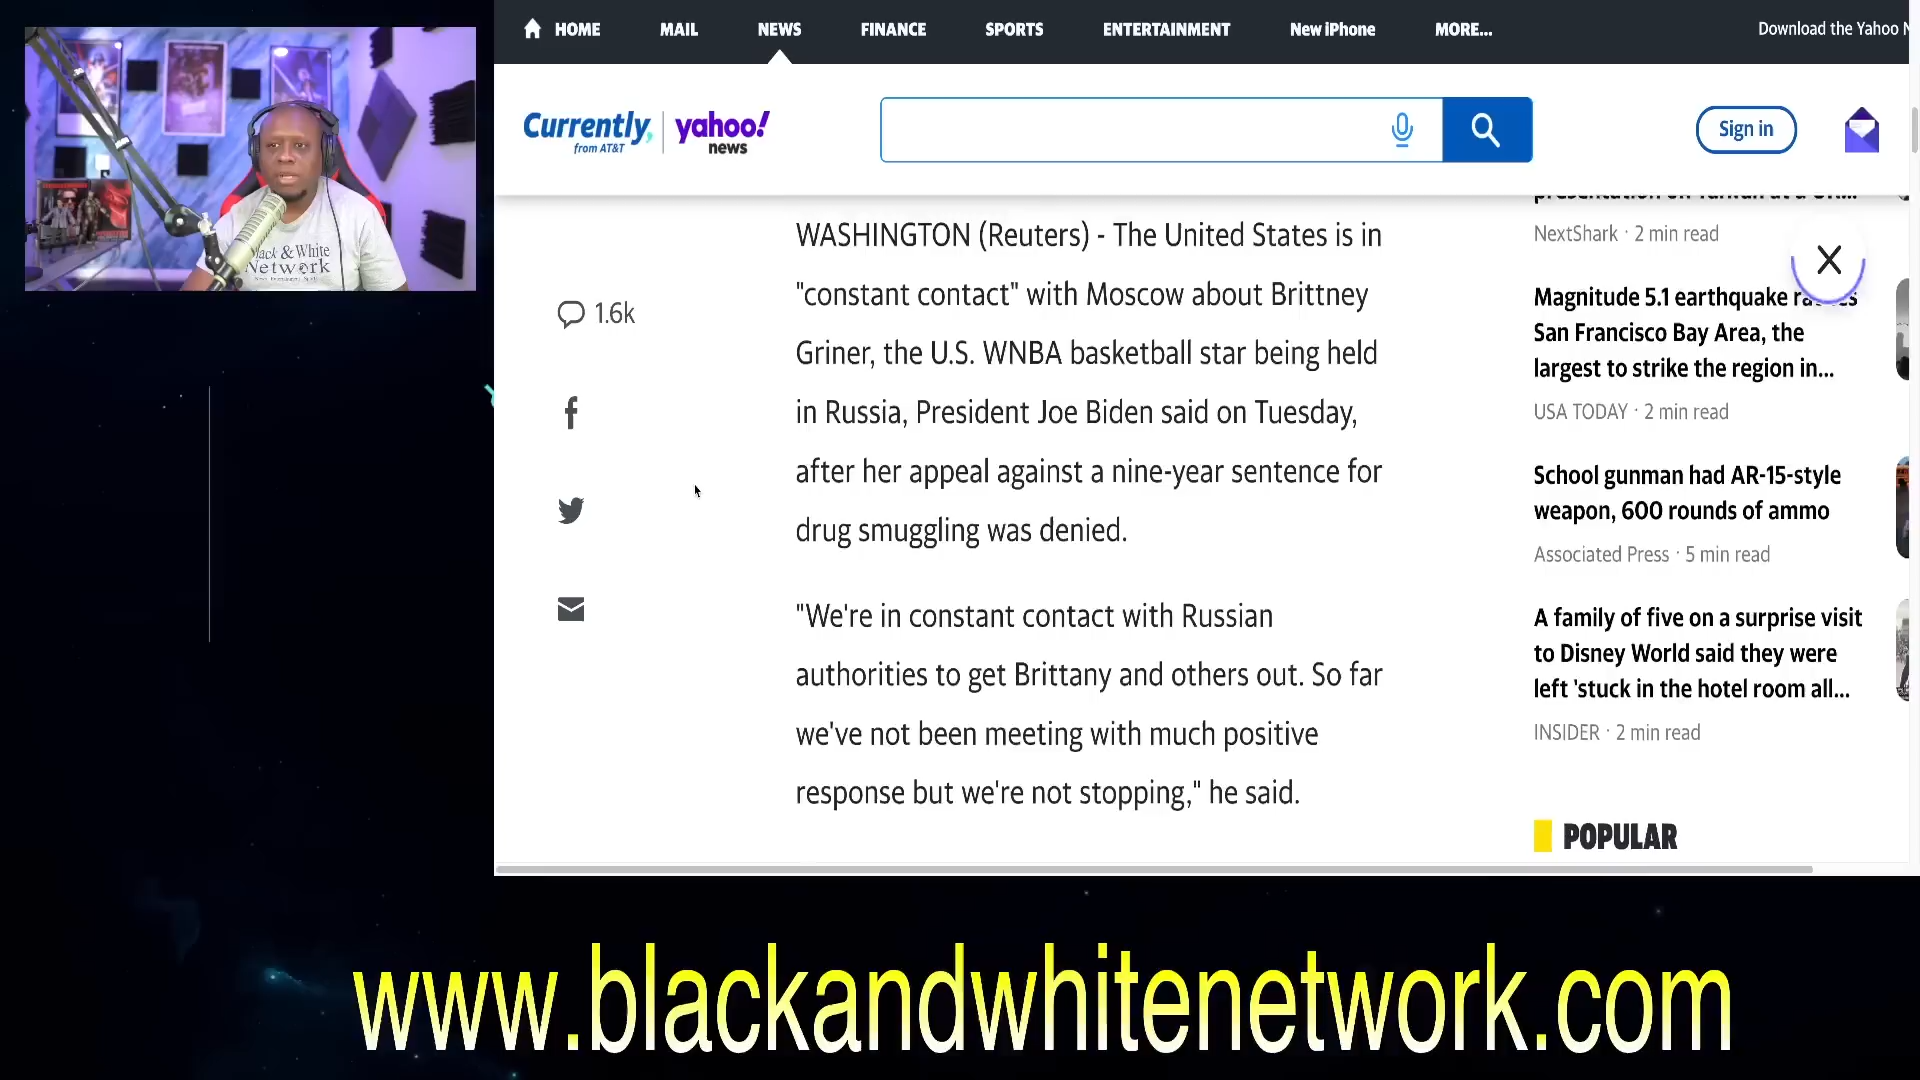 HOME MAIL NEWS FINANCE SPORTS ENTERTAINMENT New iPhone MORE... Download the Yahoo
Currently,
from AT&T
yahoo!
news
Sign in
WASHINGTON (Reuters) - The United States is in
"constant contact" with Moscow about Brittney
Griner, the U.S. WNBA basketball star being held
in Russia, President Joe Biden said on Tuesday,
after her appeal against a nine-year sentence for
drug smuggling was denied.
"We're in constant contact with Russian
authorities to get Brittany and others out. So far
we've not been meeting with much positive
response but we're not stopping," he said.
1.6k
NextShark · 2 min read
Magnitude 5.1 earthquake
San Francisco Bay Area, the
largest to strike the region in...
USA TODAY · 2 min read
School gunman had AR-15-style
weapon, 600 rounds of ammo
Associated Press · 5 min read
A family of five on a surprise visit
to Disney World said they were
left 'stuck in the hotel room all...
INSIDER · 2 min read
POPULAR
& White
Network
www.blackandwhitenetwork.com